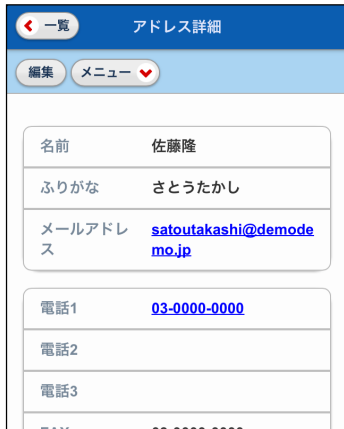 一覧 アドレス詳細
編集 メニュー
名前 佐藤隆
ふりがな さとうたかし
メールアドレ satoutakashi@demode
ス mo.jp
電話1 03-0000-0000
電話2
電話3